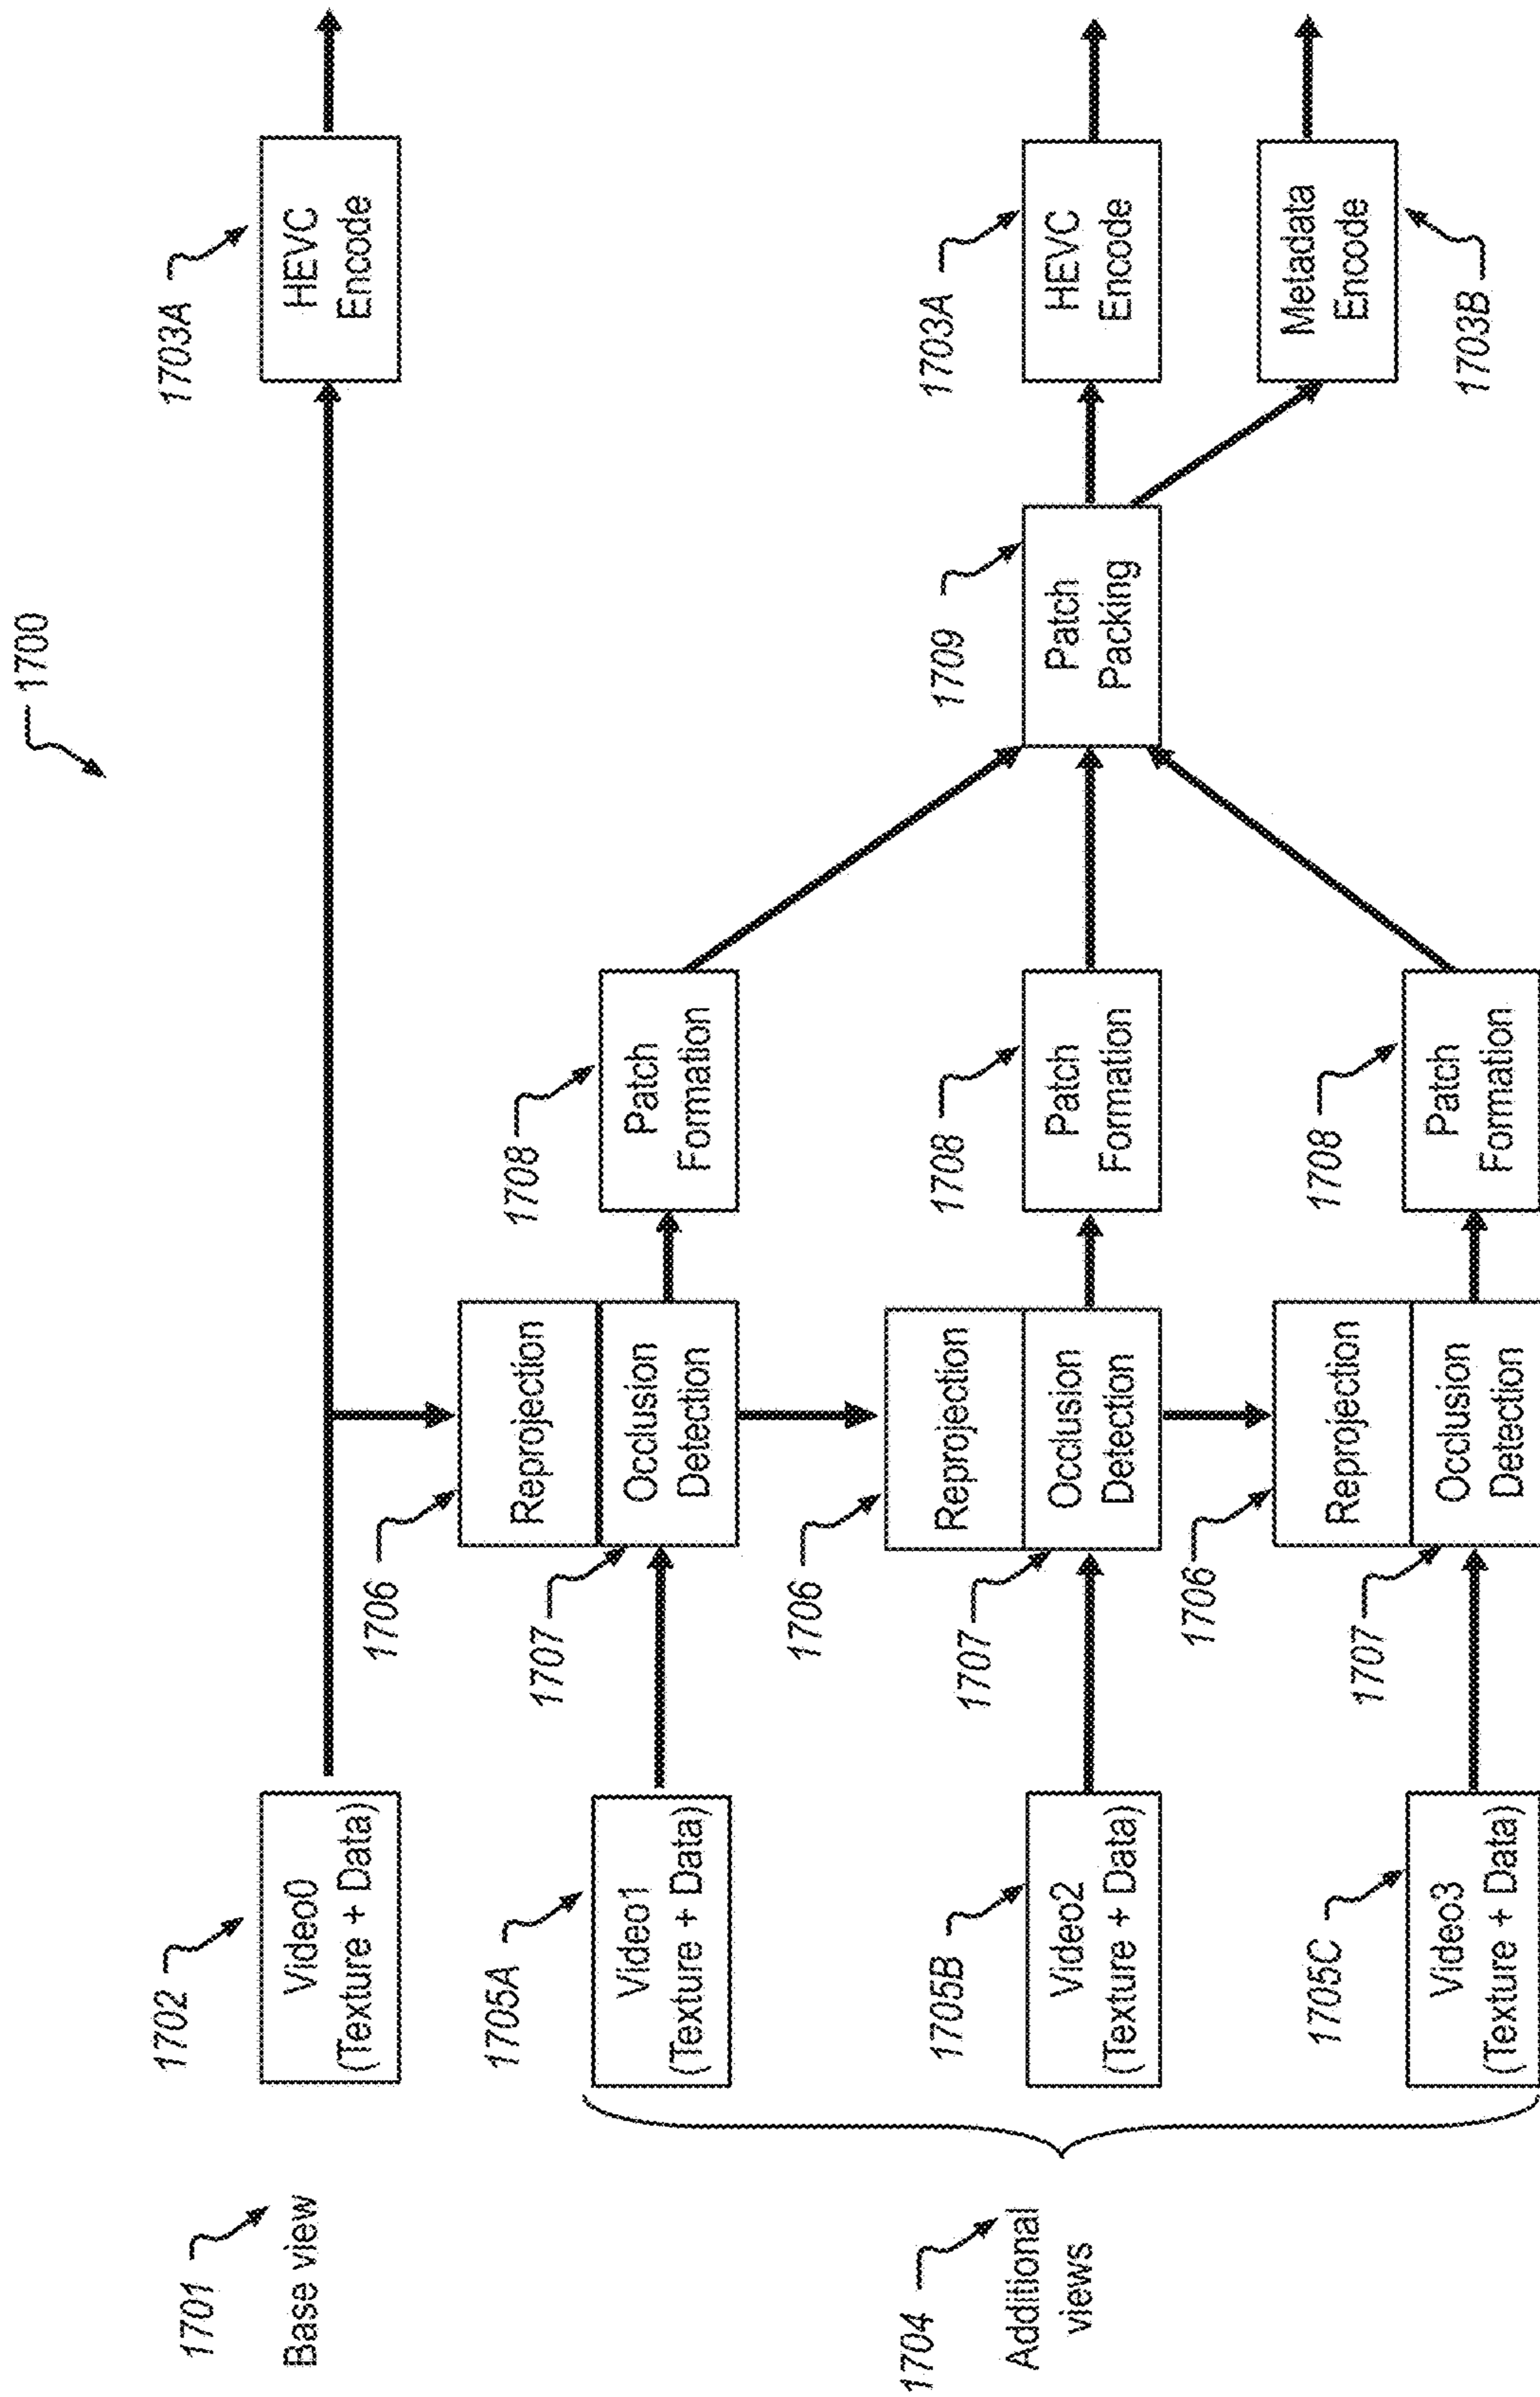 1700
1701
Base view
1702
Video0
(Texture + Data)
1703A
HEVC
Encode
1704
Additional
views
1705A
Video1
(Texture + Data)
1706
Reprojection
1707
Occlusion
Detection
1708
Patch
Formation
1705B
Video2
(Texture + Data)
1706
Reprojection
1707
Occlusion
Detection
1708
Patch
Formation
1709
Patch
Packing
1703A
HEVC
Encode
Metadata
Encode
1703B
1705C
Video3
(Texture + Data)
1706
Reprojection
1707
Occlusion
Detection
1708
Patch
Formation